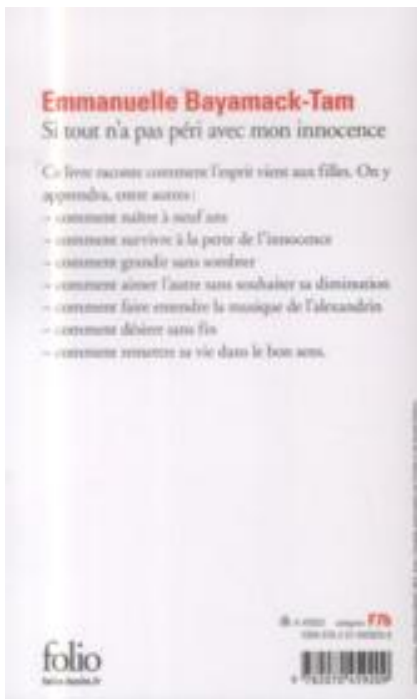 Emmanuelle Bayamack-Tam
Si tout n'a pas péri avec mon innocence
Ce livre raconte comment l'esprit vient aux filles. On y
apprendra, entre autres :
– comment naître à neuf ans
– comment survivre à la perte de l'innocence
– comment grandir sans sombrer
– comment aimer l'autre sans souhaiter sa diminution
– comment faire entendre la musique de l'alexandrin
– comment désirer sans fin
– comment remettre sa vie dans le bon sens.
F7b
folio